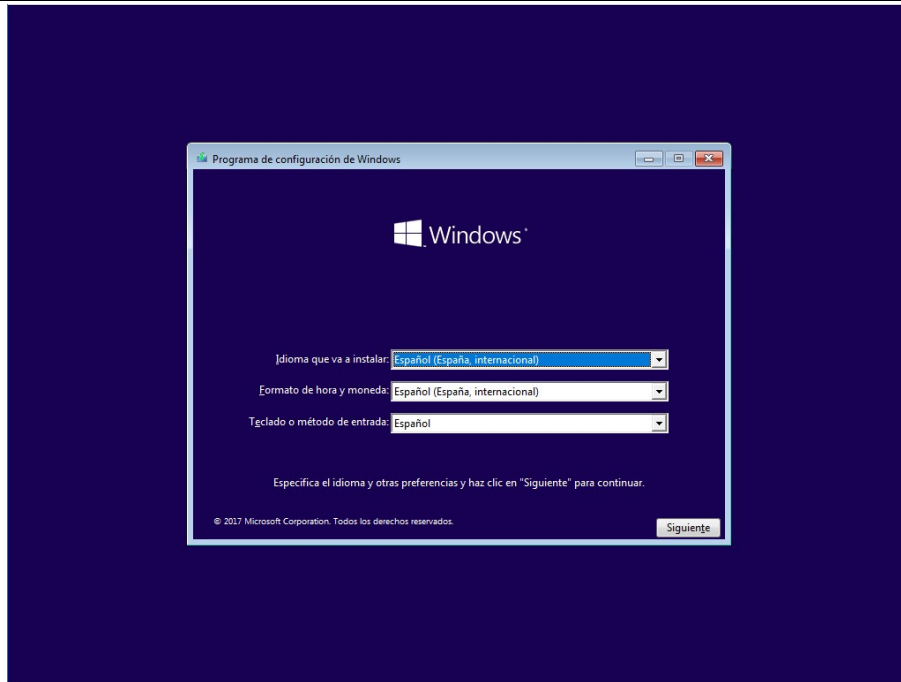 Programa de configuración de Windows
Windows
Idioma que va a instalar: Español (España, internacional)
Formato de hora y moneda: Español (España, internacional)
Teclado o método de entrada: Español
Especifica el idioma y otras preferencias y haz clic en "Siguiente" para continuar.
© 2017 Microsoft Corporation. Todos los derechos reservados.
Siguiente